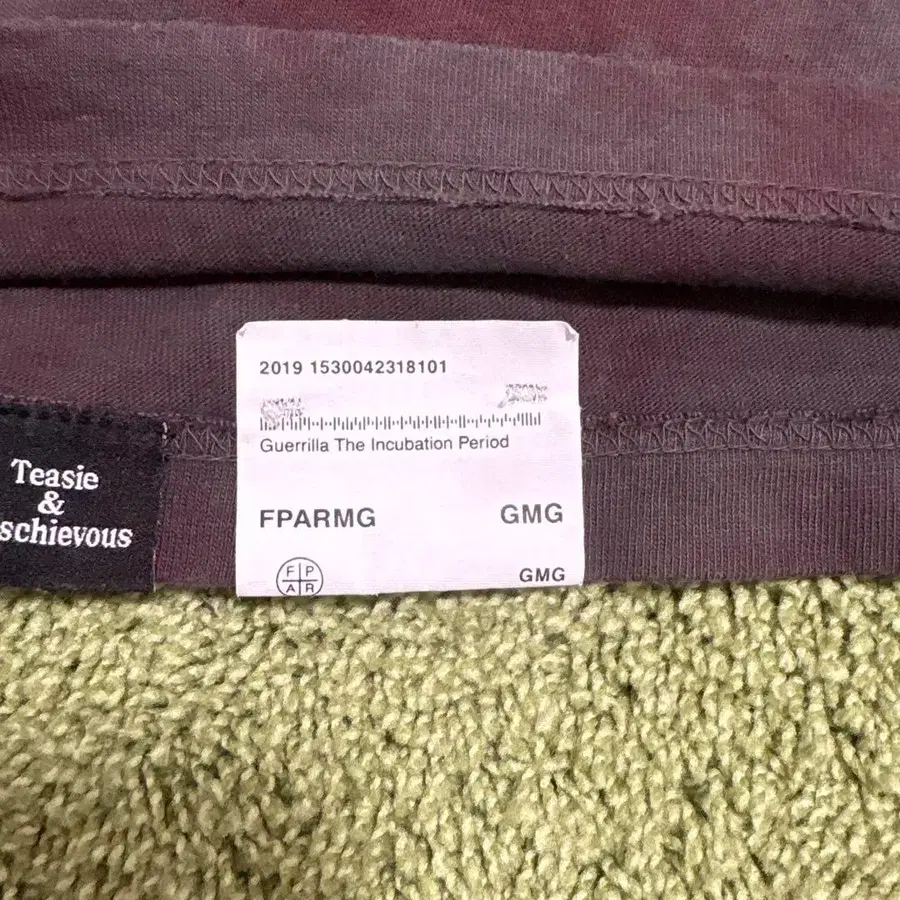 Teasie
&
schievous
2019 1530042318101
Guerrilla The Incubation Period
FPARMG GMG
F P
A R
GMG